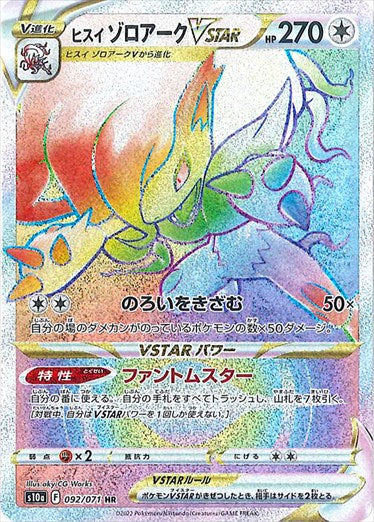 V進化
ヒスイ ゾロアークVSTAR HP 270
ヒスイ ゾロアークVから進化
のろいをきざむ 50×
自分の場のダメカンがのっているポケモンの数×50ダメージ。
VSTARパワー
特性 ファントムスター
自分の番に使える。自分の手札をすべてトラッシュし、山札を7枚引く。
[対戦中、自分はVSTARパワーを1回しか使えない。]
弱点 ×2 抵抗力 にげる
VSTARルール
ポケモンVSTARがきぜつしたとき、相手はサイドを2枚とる。
Illus. aky CG Works
s10a F 092/071 HR
©2022 Pokémon/Nintendo/Creatures/GAME FREAK.